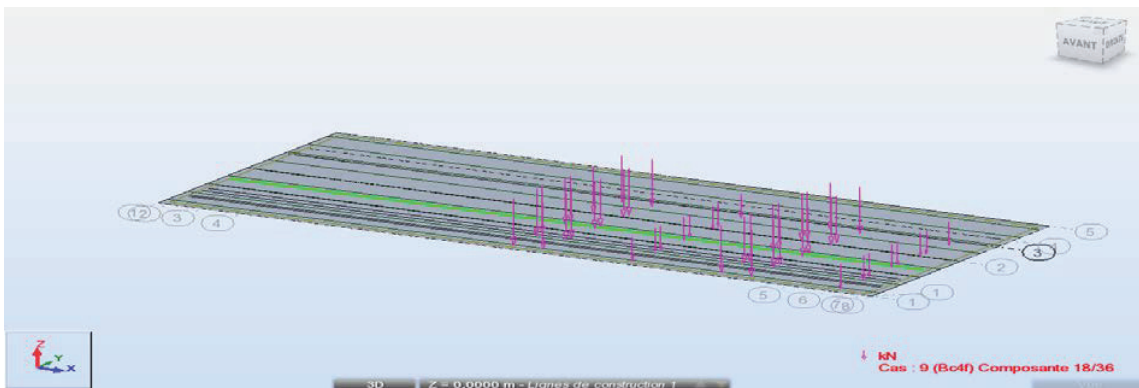 AVANT
5
12 3 4
3
2
5 6 78 1 1
Z
Y
X
kN
Cas : 9 (Bc4f) Composante 18/36
3D Z = 0,0000 m - Lignes de construction 1